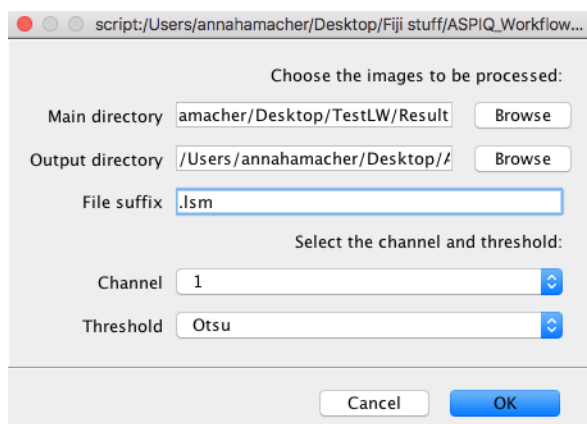 script:/Users/annahamacher/Desktop/Fiji stuff/ASPIQ_Workflow...
Choose the images to be processed:
Main directory amacher/Desktop/TestLW/Result Browse
Output directory /Users/annahamacher/Desktop/A Browse
File suffix .lsm
Select the channel and threshold:
Channel 1
Threshold Otsu
Cancel OK